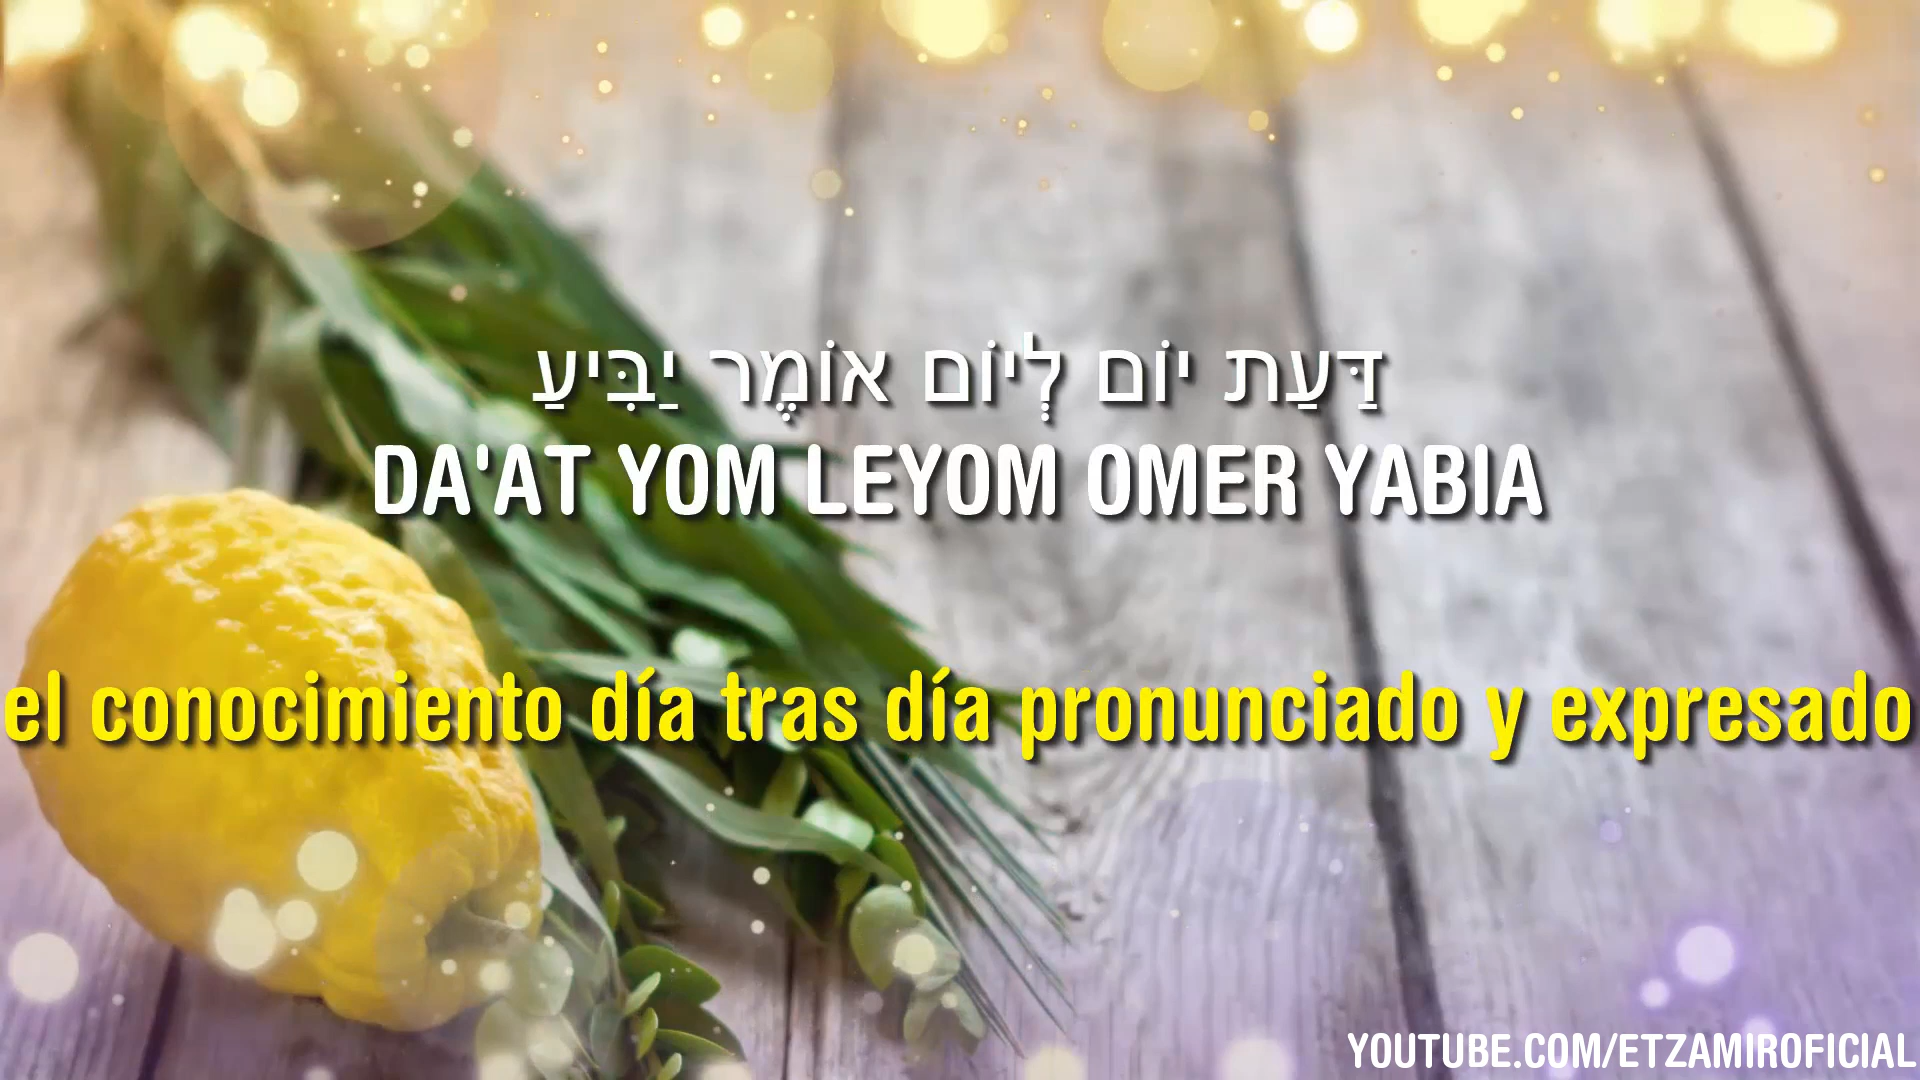 דַּעַת יוֹם לְיוֹם אוֹמֶר יַבִּיעַ
DA'AT YOM LEYOM OMER YABIA
el conocimiento día tras día pronunciado y expresado
YOUTUBE.COM/ETZAMIROFICIAL